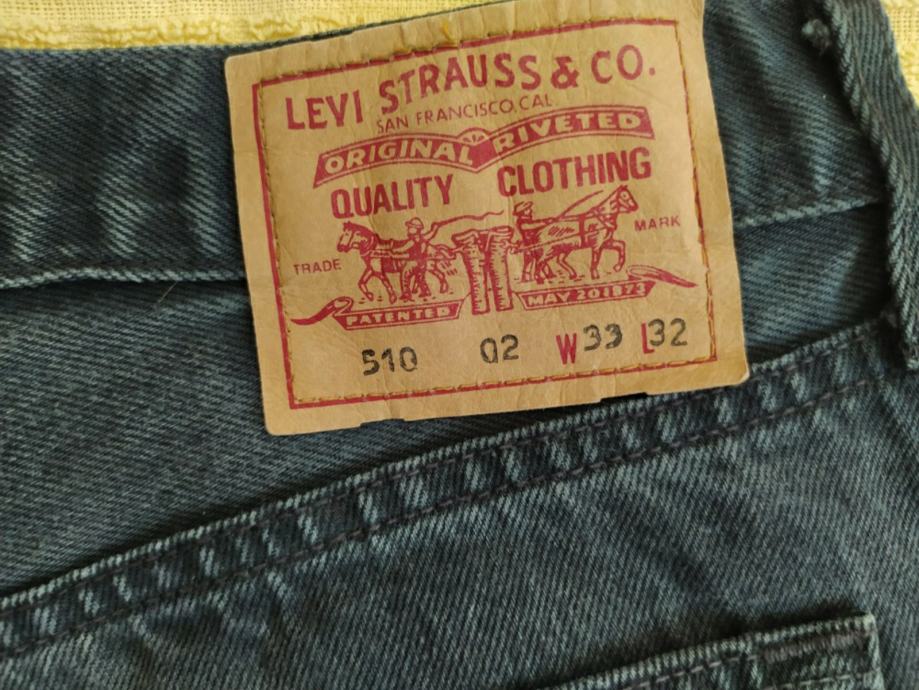 LEVI STRAUSS & CO.
SAN FRANCISCO, CAL
ORIGINAL RIVETED
QUALITY CLOTHING
TRADE MARK
PATENTED MAY 20 1873
510 02 W33 L32